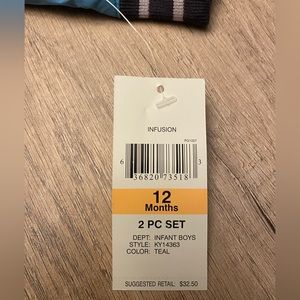 INFUSION
6 36820 73518 3
12
Months
2 PC SET
DEPT: INFANT BOYS
STYLE: KY14363
COLOR: TEAL
SUGGESTED RETAIL: $32.50